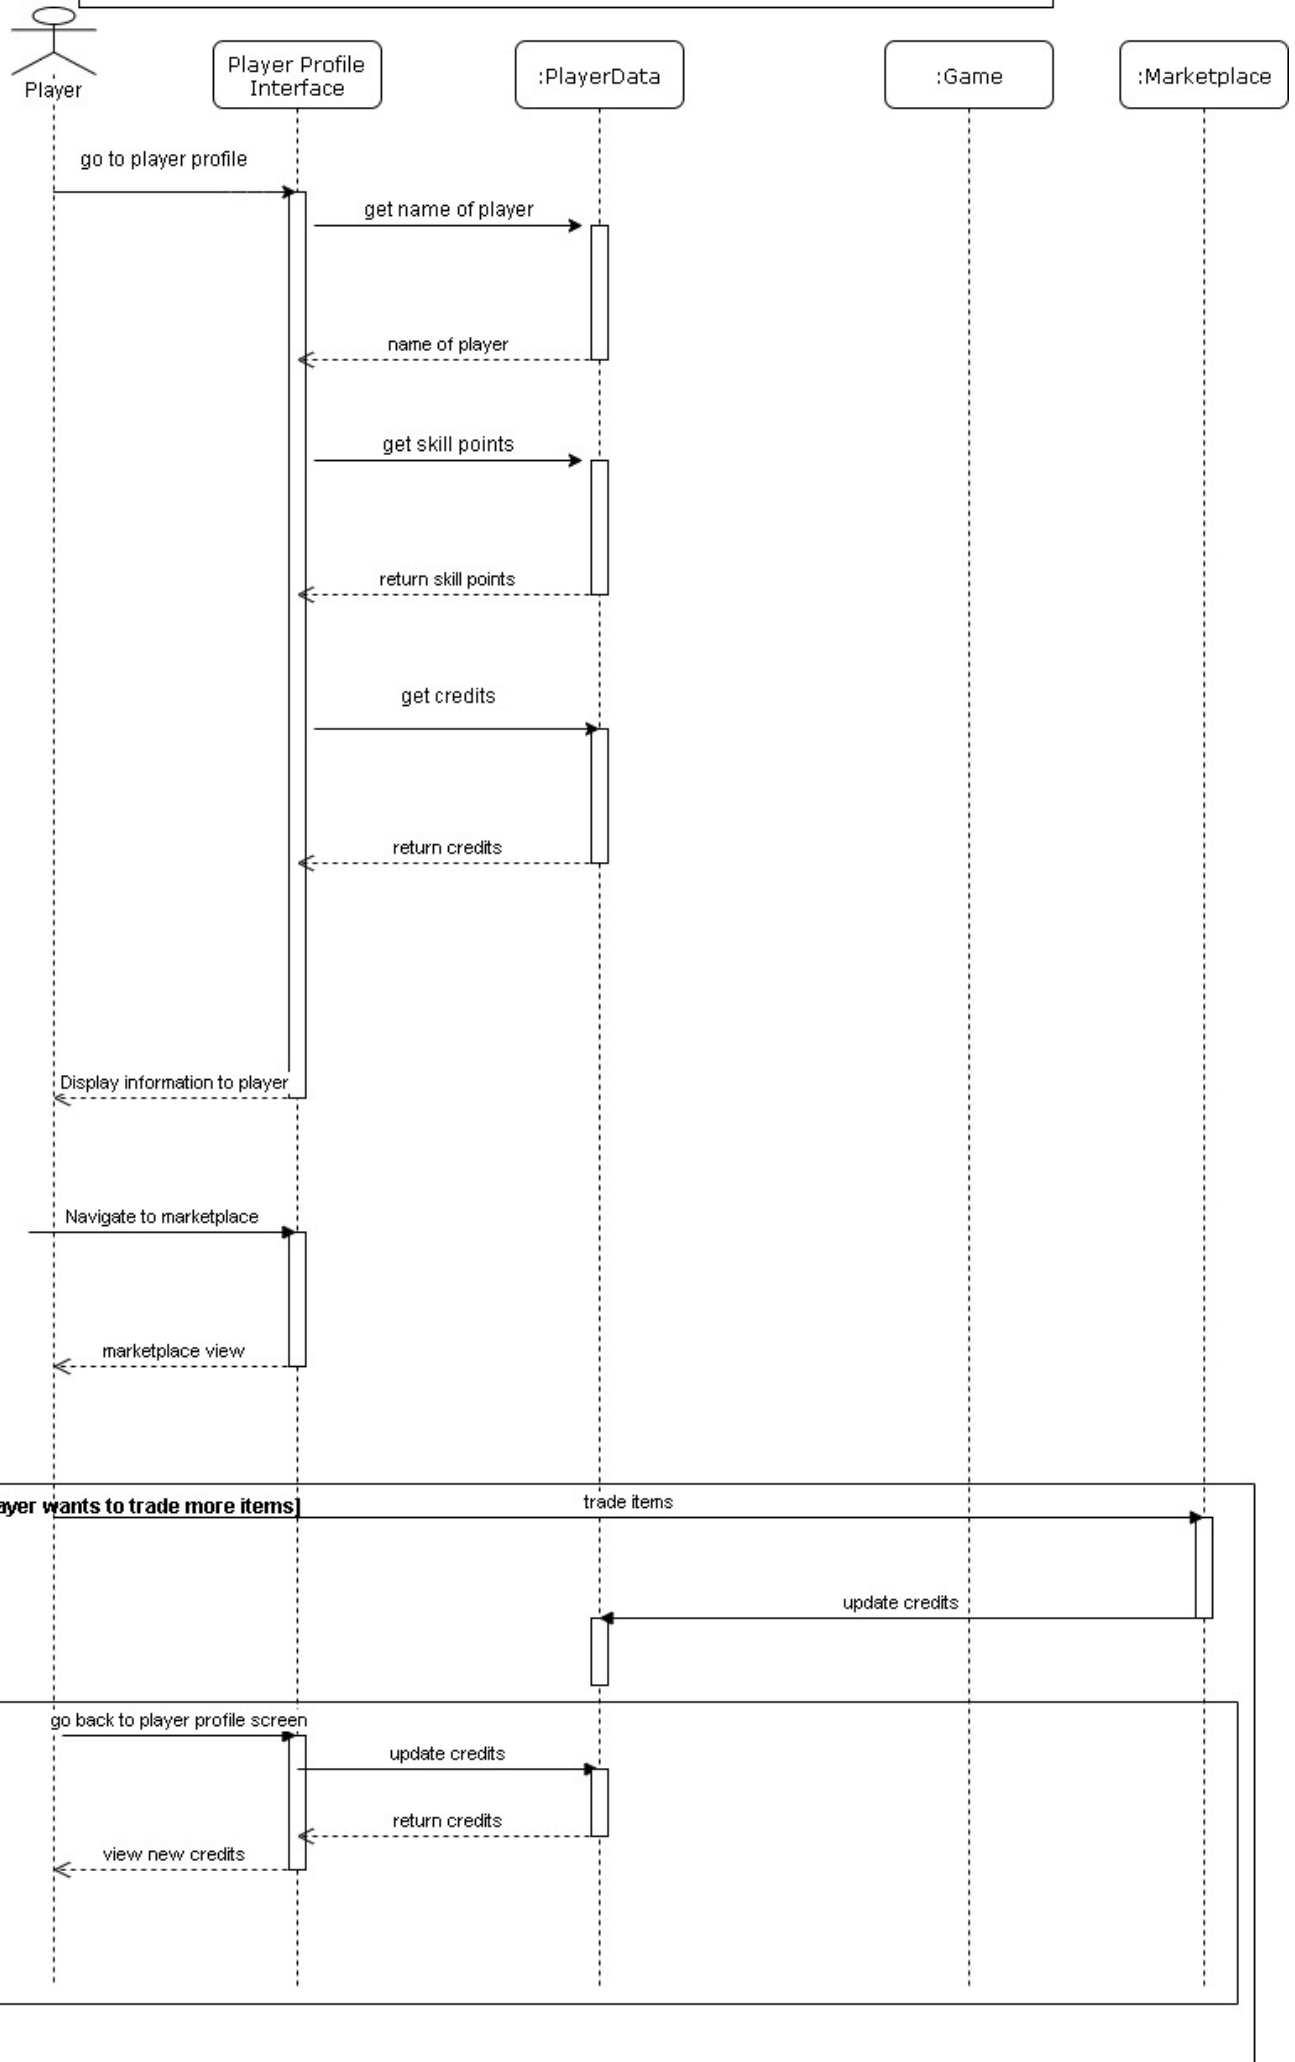 Player
Player Profile
Interface
:PlayerData
:Game
:Marketplace
go to player profile
get name of player
name of player
get skill points
return skill points
get credits
return credits
Display information to player
Navigate to marketplace
marketplace view
ayer wants to trade more items]
trade items
update credits
go back to player profile screen
update credits
return credits
view new credits